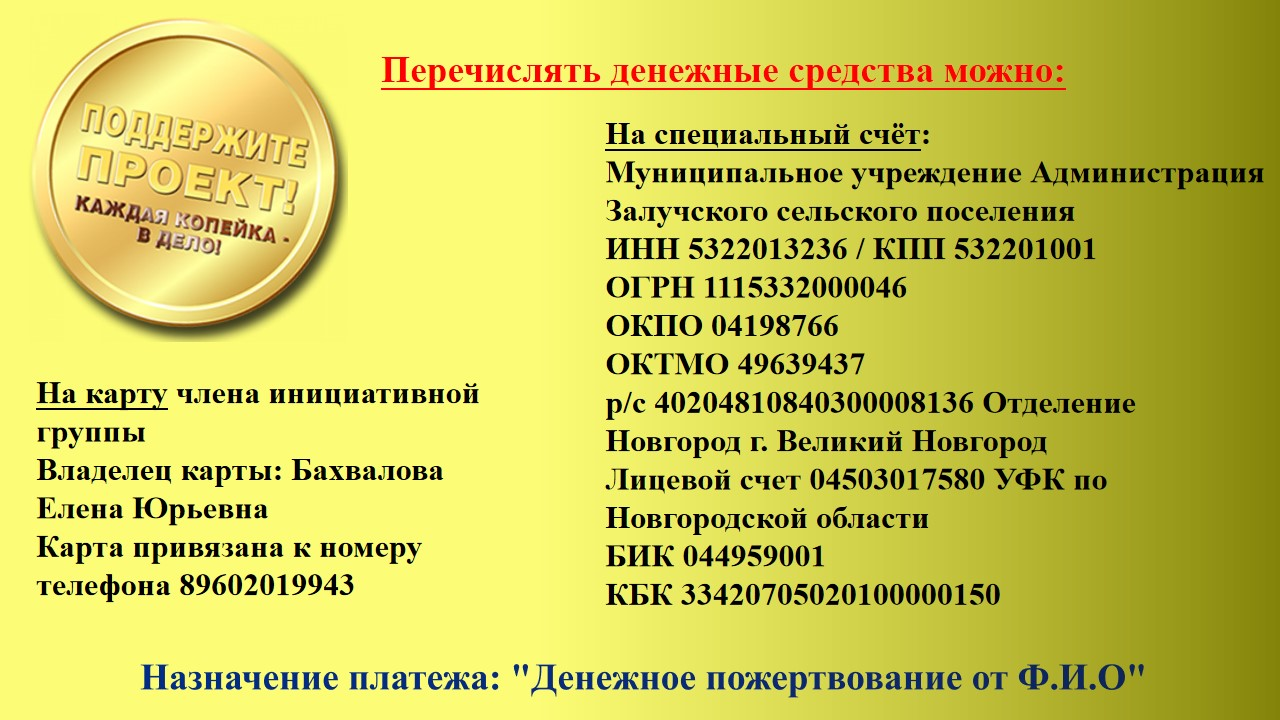 ПОДДЕРЖИТЕ
ПРОЕКТ!
КАЖДАЯ КОПЕЙКА -
В ДЕЛО!
Перечислять денежные средства можно:
На специальный счёт:
Муниципальное учреждение Администрация
Залучского сельского поселения
ИНН 5322013236 / КПП 532201001
ОГРН 1115332000046
ОКПО 04198766
ОКТМО 49639437
р/с 40204810840300008136 Отделение
Новгород г. Великий Новгород
Лицевой счет 04503017580 УФК по
Новгородской области
БИК 044959001
КБК 33420705020100000150
На карту члена инициативной
группы
Владелец карты: Бахвалова
Елена Юрьевна
Карта привязана к номеру
телефона 89602019943
Назначение платежа: "Денежное пожертвование от Ф.И.О"